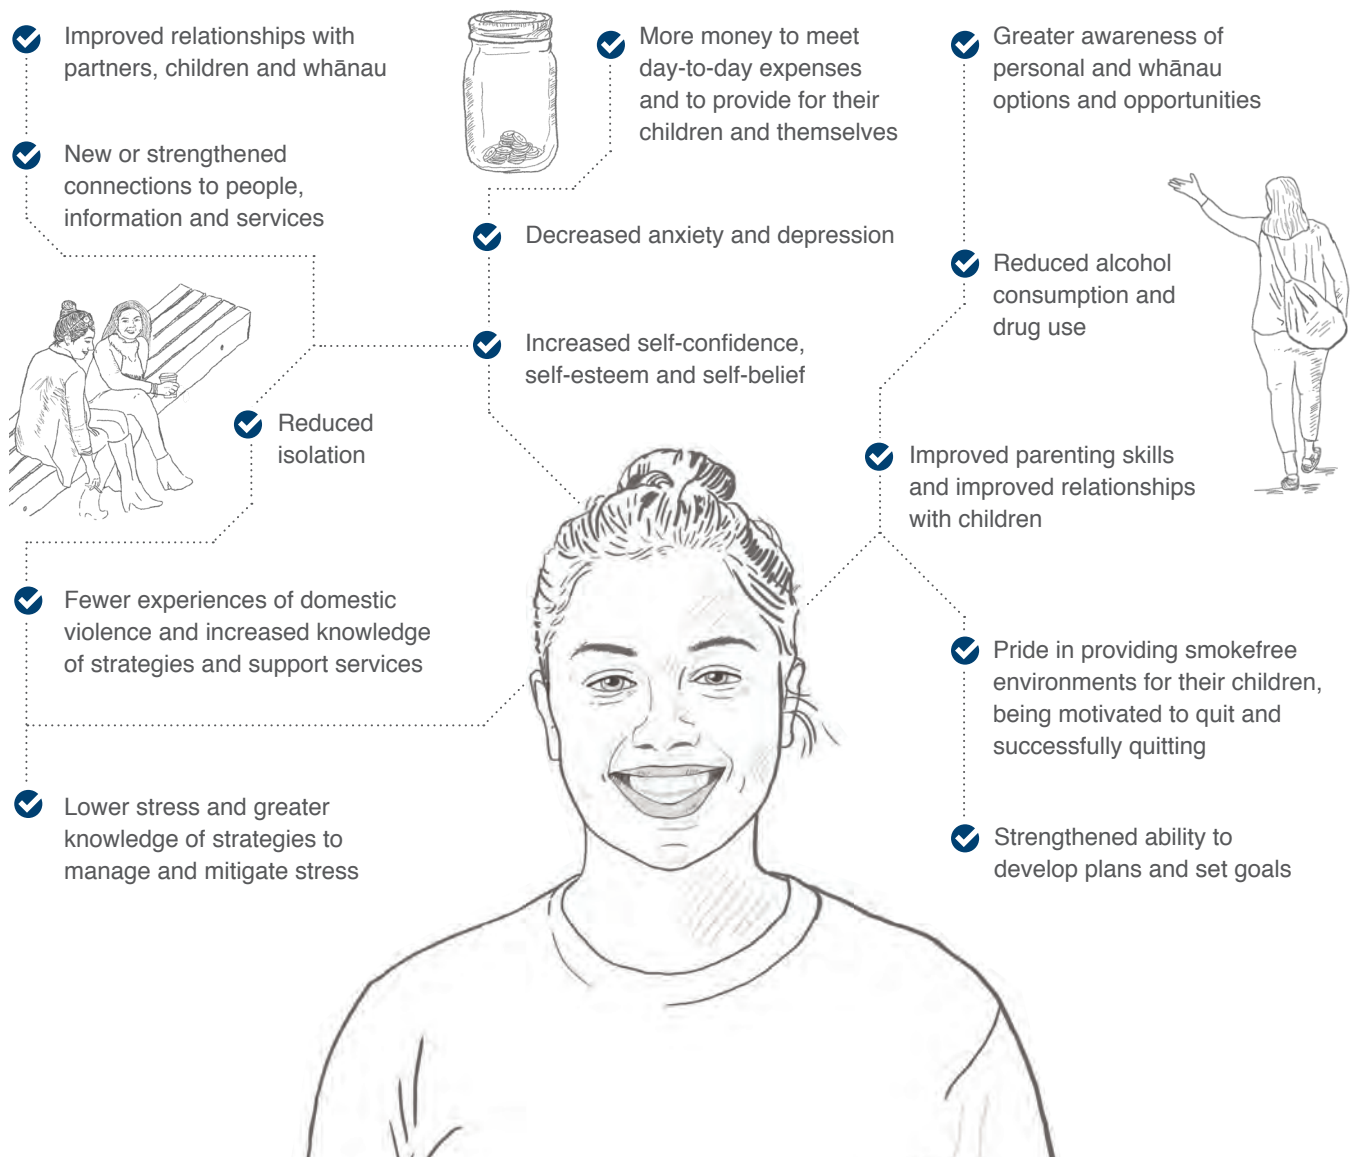 Improved relationships with
partners, children and whānau
New or strengthened
connections to people,
information and services
Reduced
isolation
Fewer experiences of domestic
violence and increased knowledge
of strategies and support services
Lower stress and greater
knowledge of strategies to
manage and mitigate stress
More money to meet
day-to-day expenses
and to provide for their
children and themselves
Decreased anxiety and depression
Increased self-confidence,
self-esteem and self-belief
Greater awareness of
personal and whānau
options and opportunities
Reduced alcohol
consumption and
drug use
Improved parenting skills
and improved relationships
with children
Pride in providing smokefree
environments for their children,
being motivated to quit and
successfully quitting
Strengthened ability to
develop plans and set goals